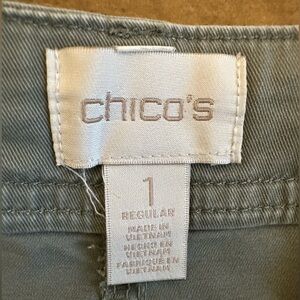 chico's
1
REGULAR
MADE IN
VIETNAM
HECHO EN
VIETNAM
FABRIQUÉ EN
VIETNAM